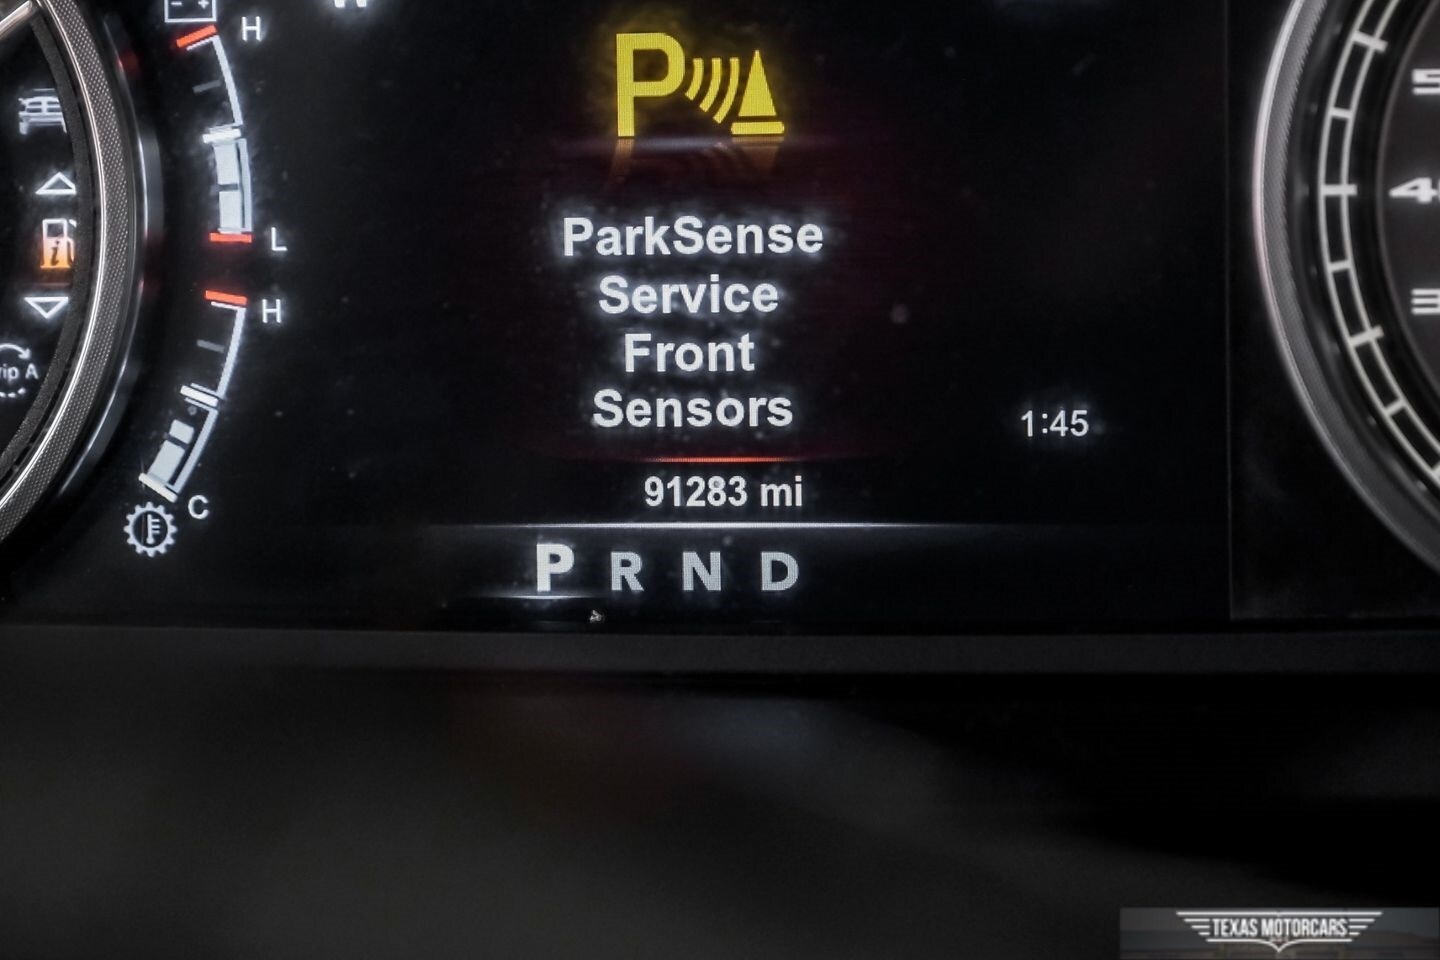 H
P
ParkSense
Service
L
H
Front
Sensors
1:45
91283 mi
C
P R N D
TEXAS MOTORCARS